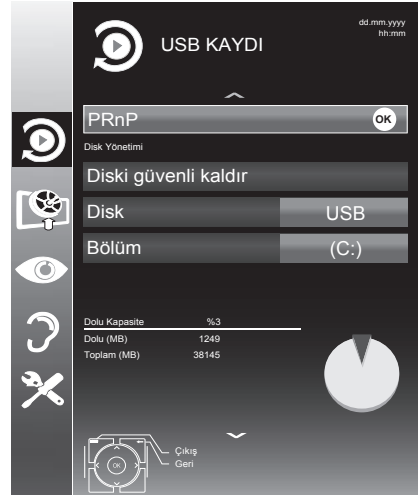 USB KAYDI
dd.mm.yyyy
hh:mm
PRnP
OK
Disk Yönetimi
Diski güvenli kaldır
Disk USB
Bölüm (C:)
Dolu Kapasite %3
Dolu (MB) 1249
Toplam (MB) 38145
Çıkış
OK
Geri